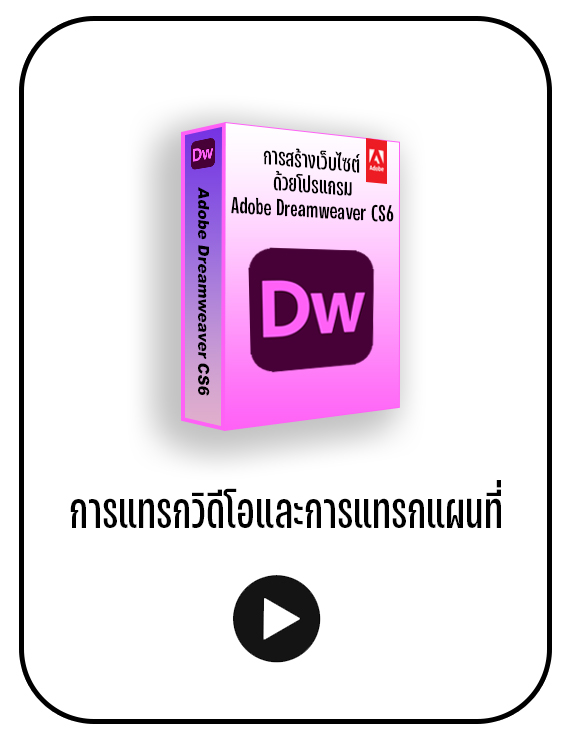 การสร้างเว็บไซต์
ด้วยโปรแกรม
Adobe Dreamweaver CS6
Adobe
Dw
Adobe Dreamweaver CS6
Dw
การแทรกวิดีโอและการแทรกแผนที่